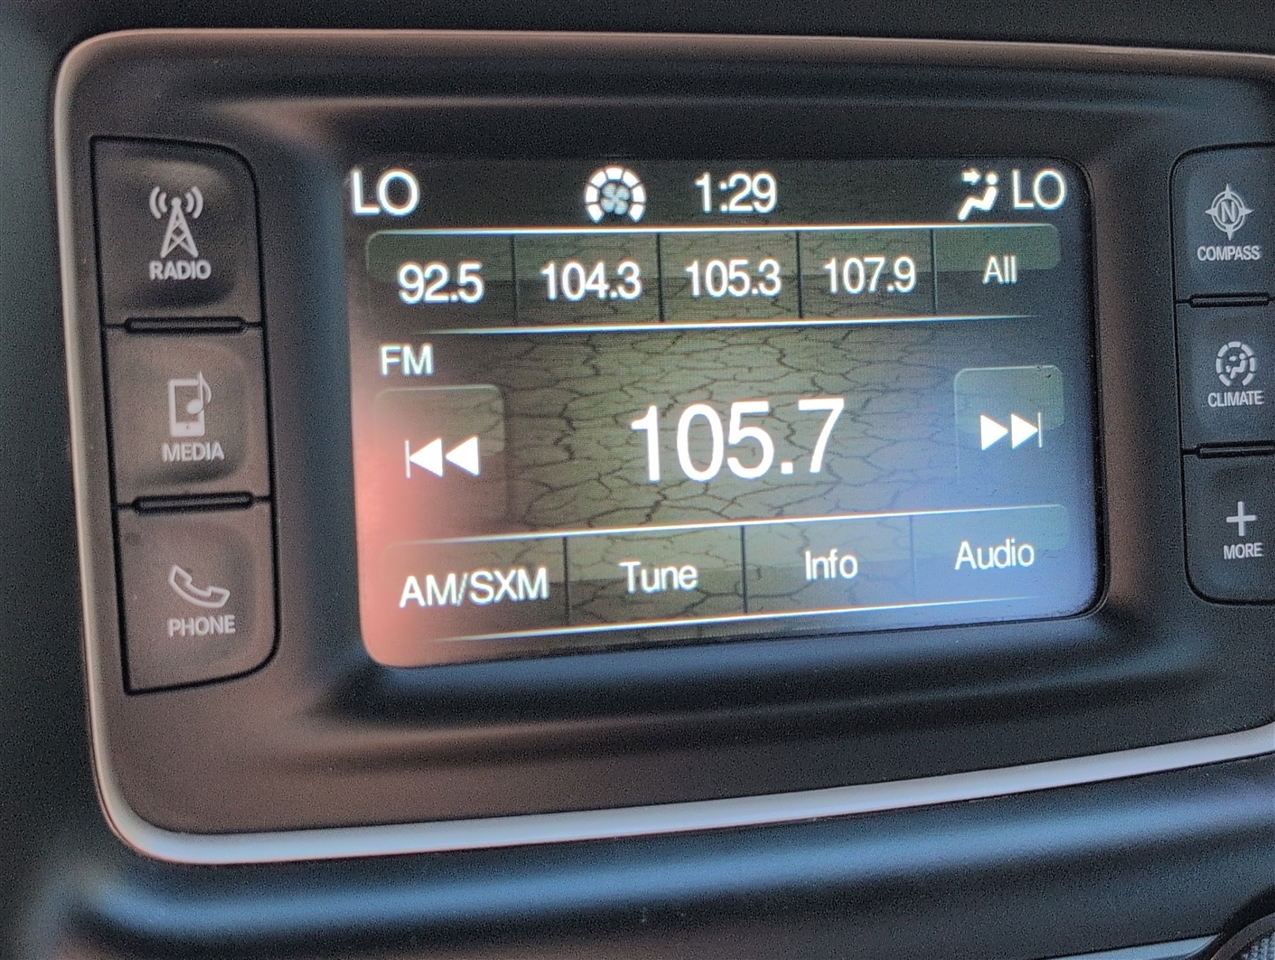 LO 1:29 LO
92.5 104.3 105.3 107.9 All
FM
105.7
AM/SXM Tune Info Audio
RADIO
MEDIA
PHONE
N
COMPASS
CLIMATE
MORE